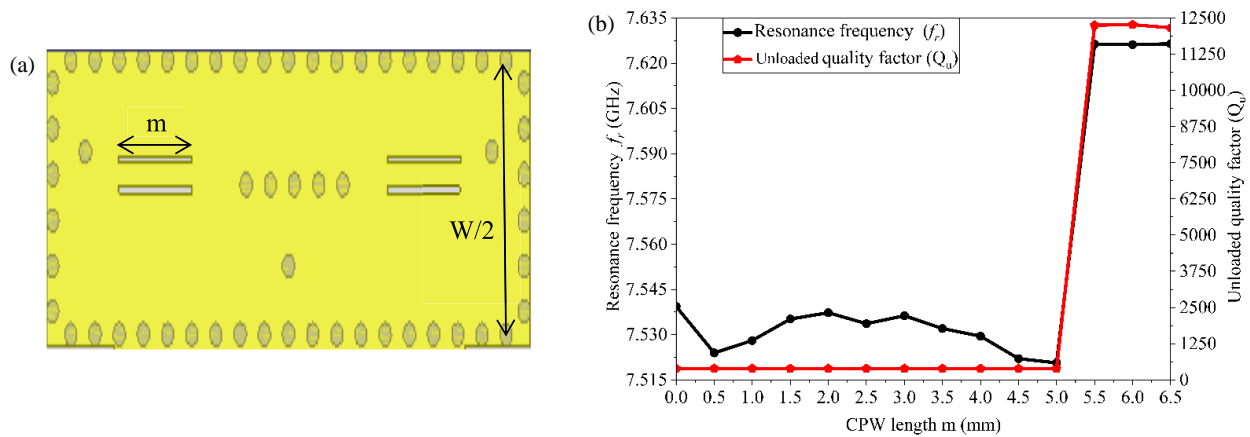 (a)
m
W/2
(b)
Resonance frequency (fr)
Unloaded quality factor (Qu)
Resonance frequency fr (GHz)
7.635
7.620
7.605
7.590
7.575
7.560
7.545
7.530
7.515
12500
11250
10000
8750
7500
6250
5000
3750
2500
1250
0
Unloaded quality factor (Qu)
0.0 0.5 1.0 1.5 2.0 2.5 3.0 3.5 4.0 4.5 5.0 5.5 6.0 6.5
CPW length m (mm)